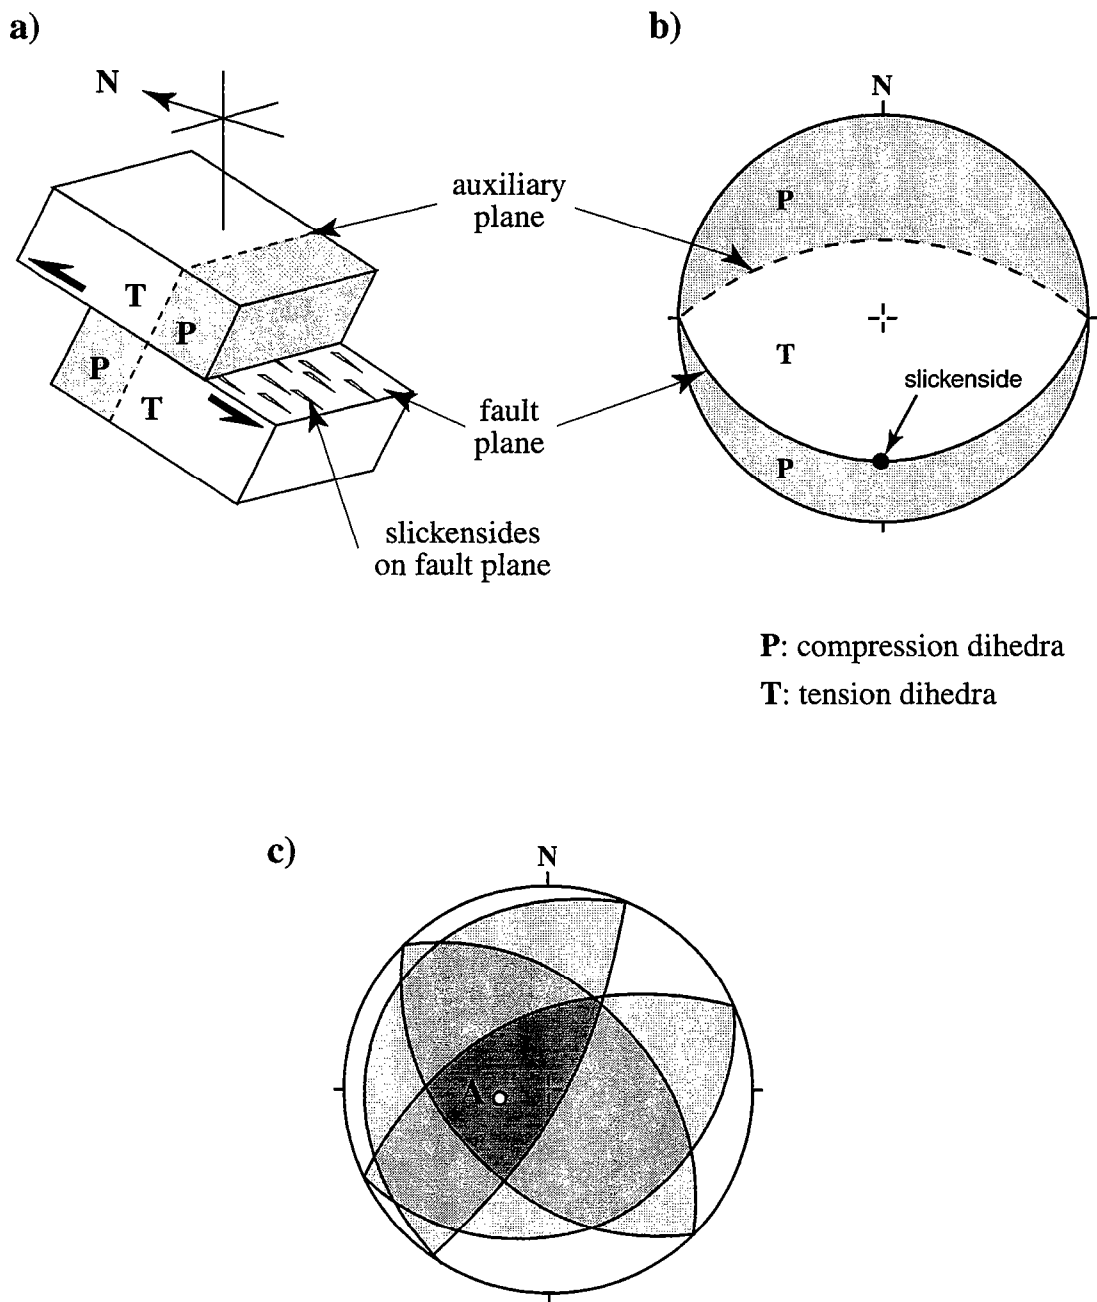 a)
N
T
P
P
T
auxiliary
plane
fault
plane
slickensides
on fault plane
b)
N
P
T
slickenside
P
P: compression dihedra
T: tension dihedra
c)
N
A